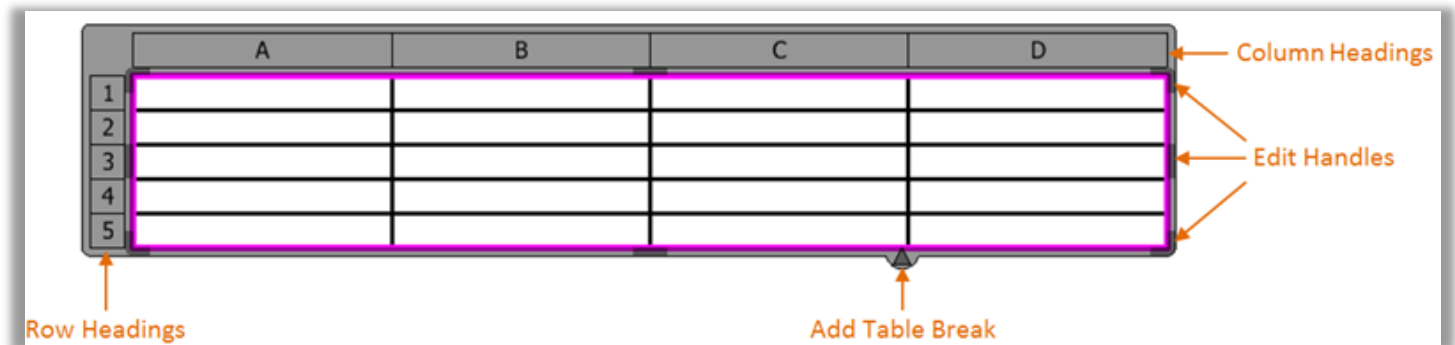 A B C D
Column Headings
1
2
3
Edit Handles
4
5
Row Headings
Add Table Break